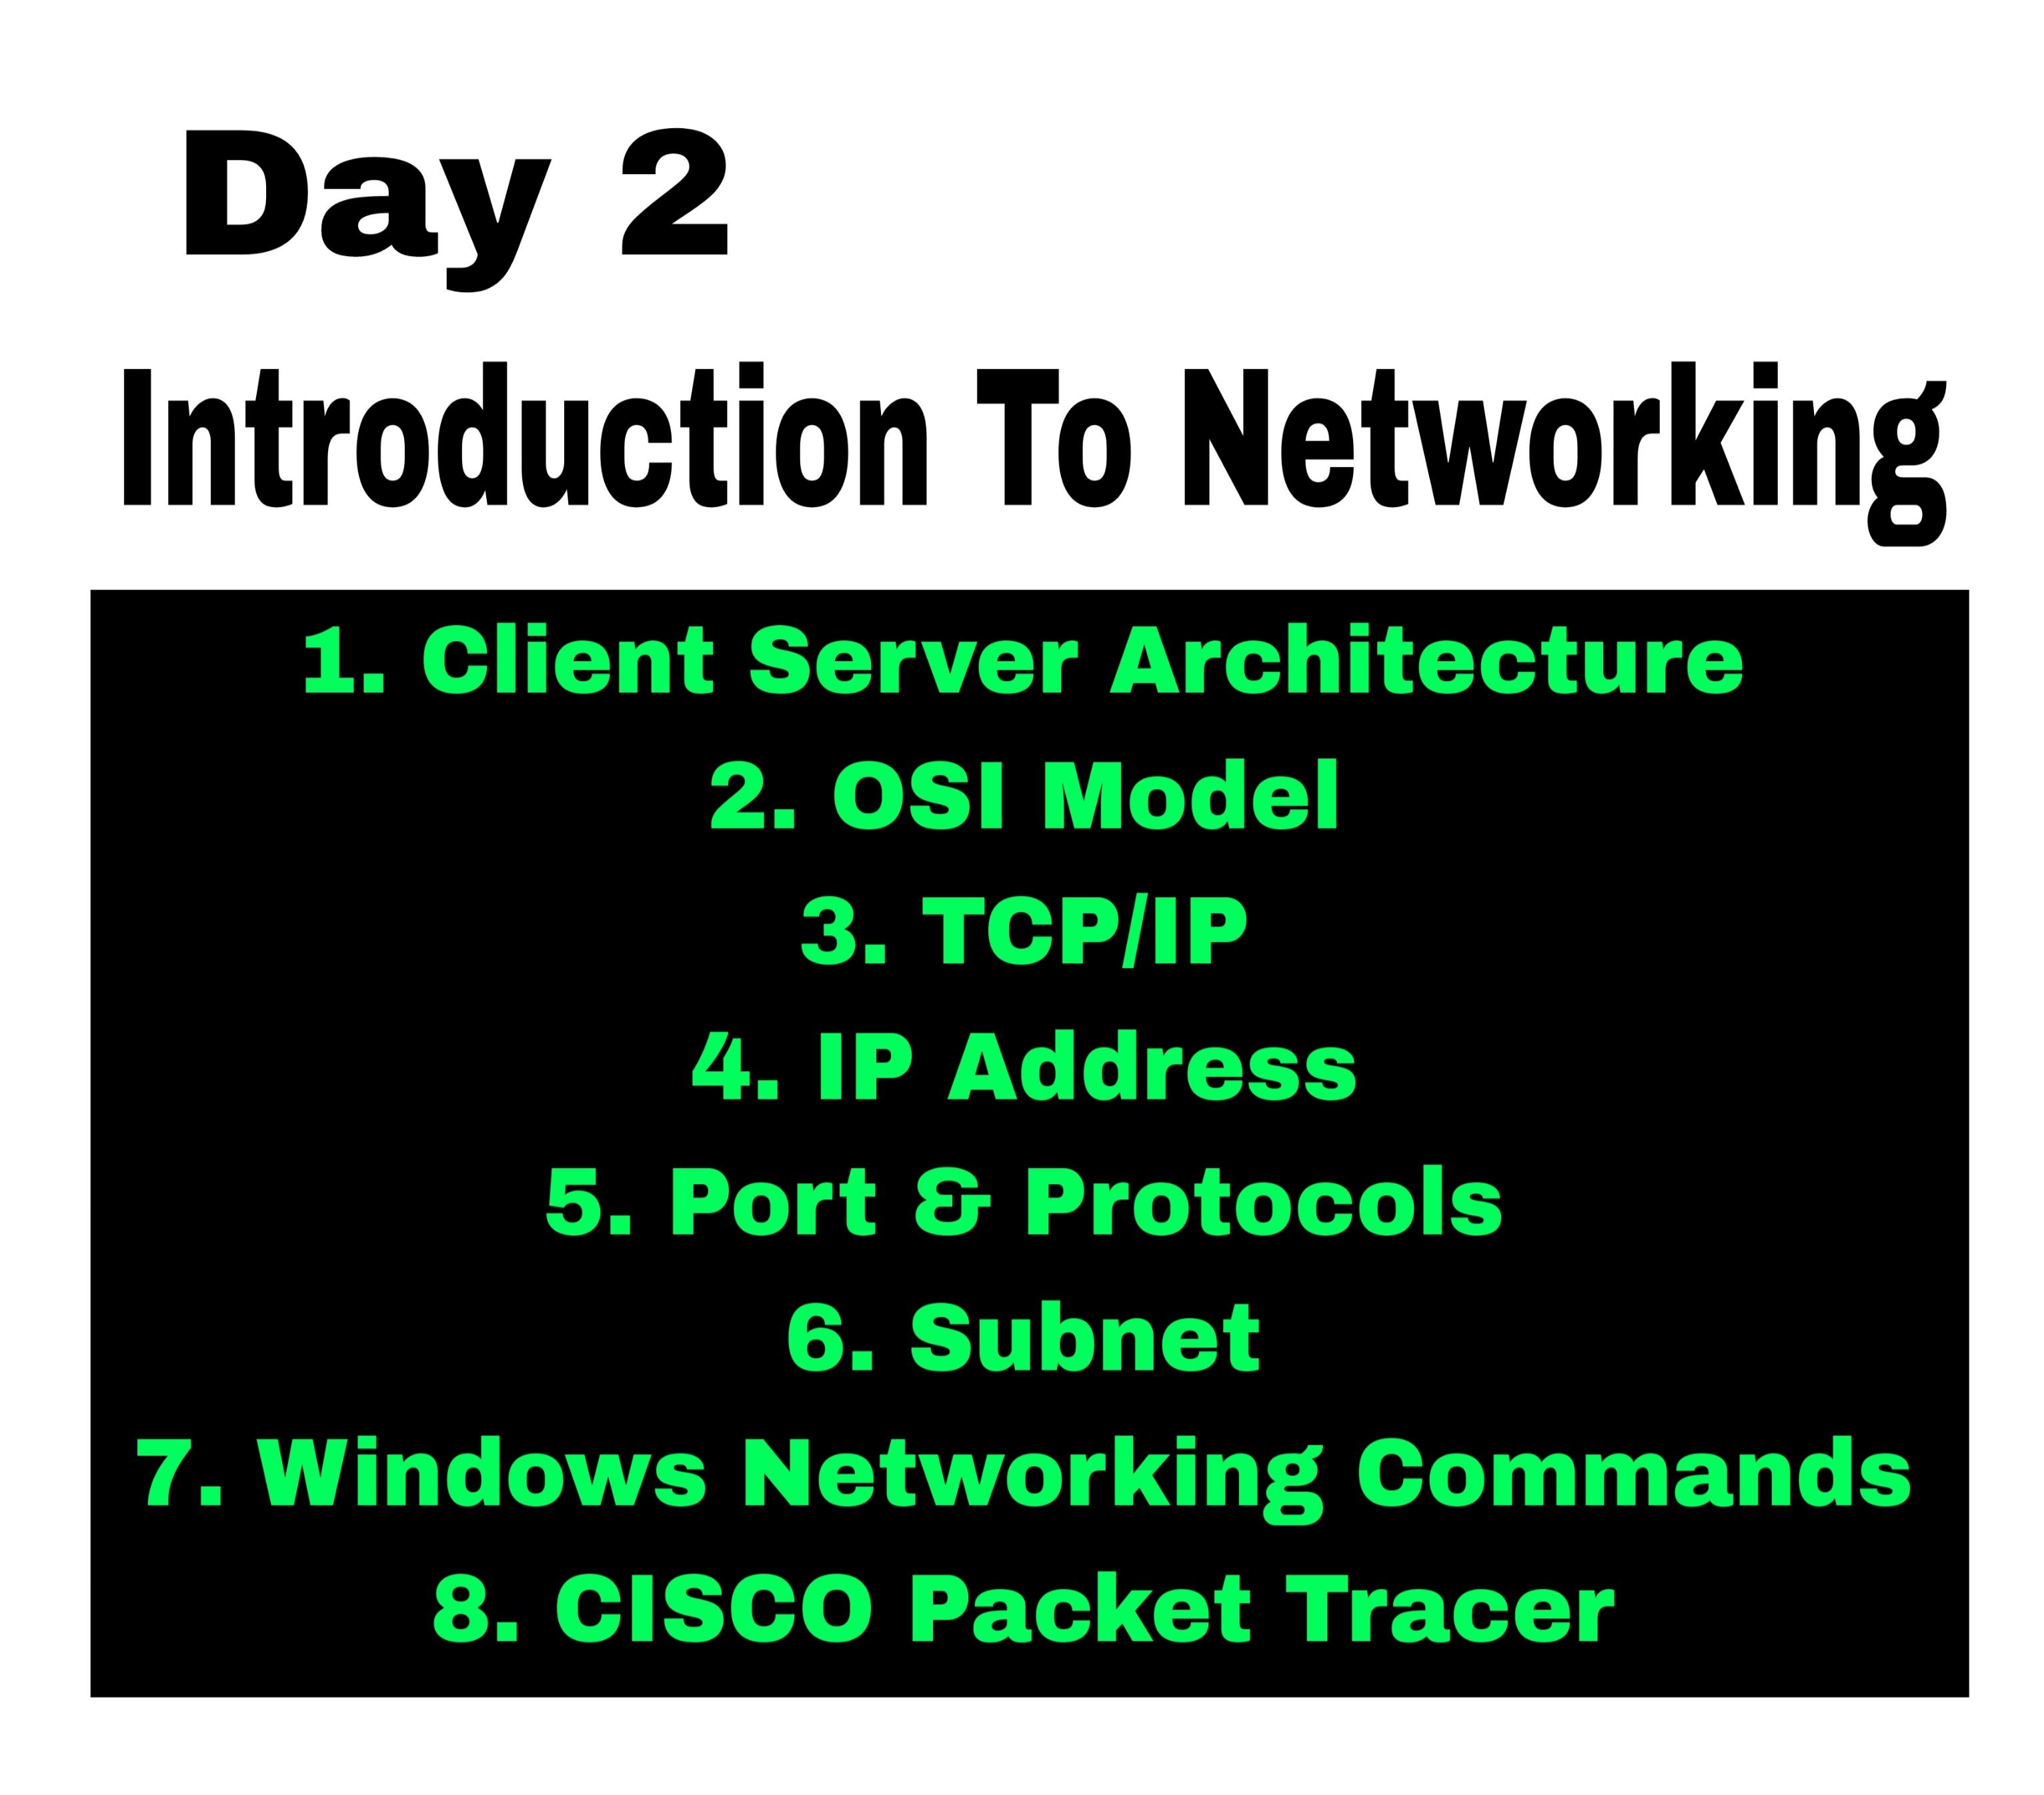 Day 2
Introduction To Networking
1. Client Server Architecture
2. OSI Model
3. TCP/IP
4. IP Address
5. Port & Protocols
6. Subnet
7. Windows Networking Commands
8. CISCO Packet Tracer